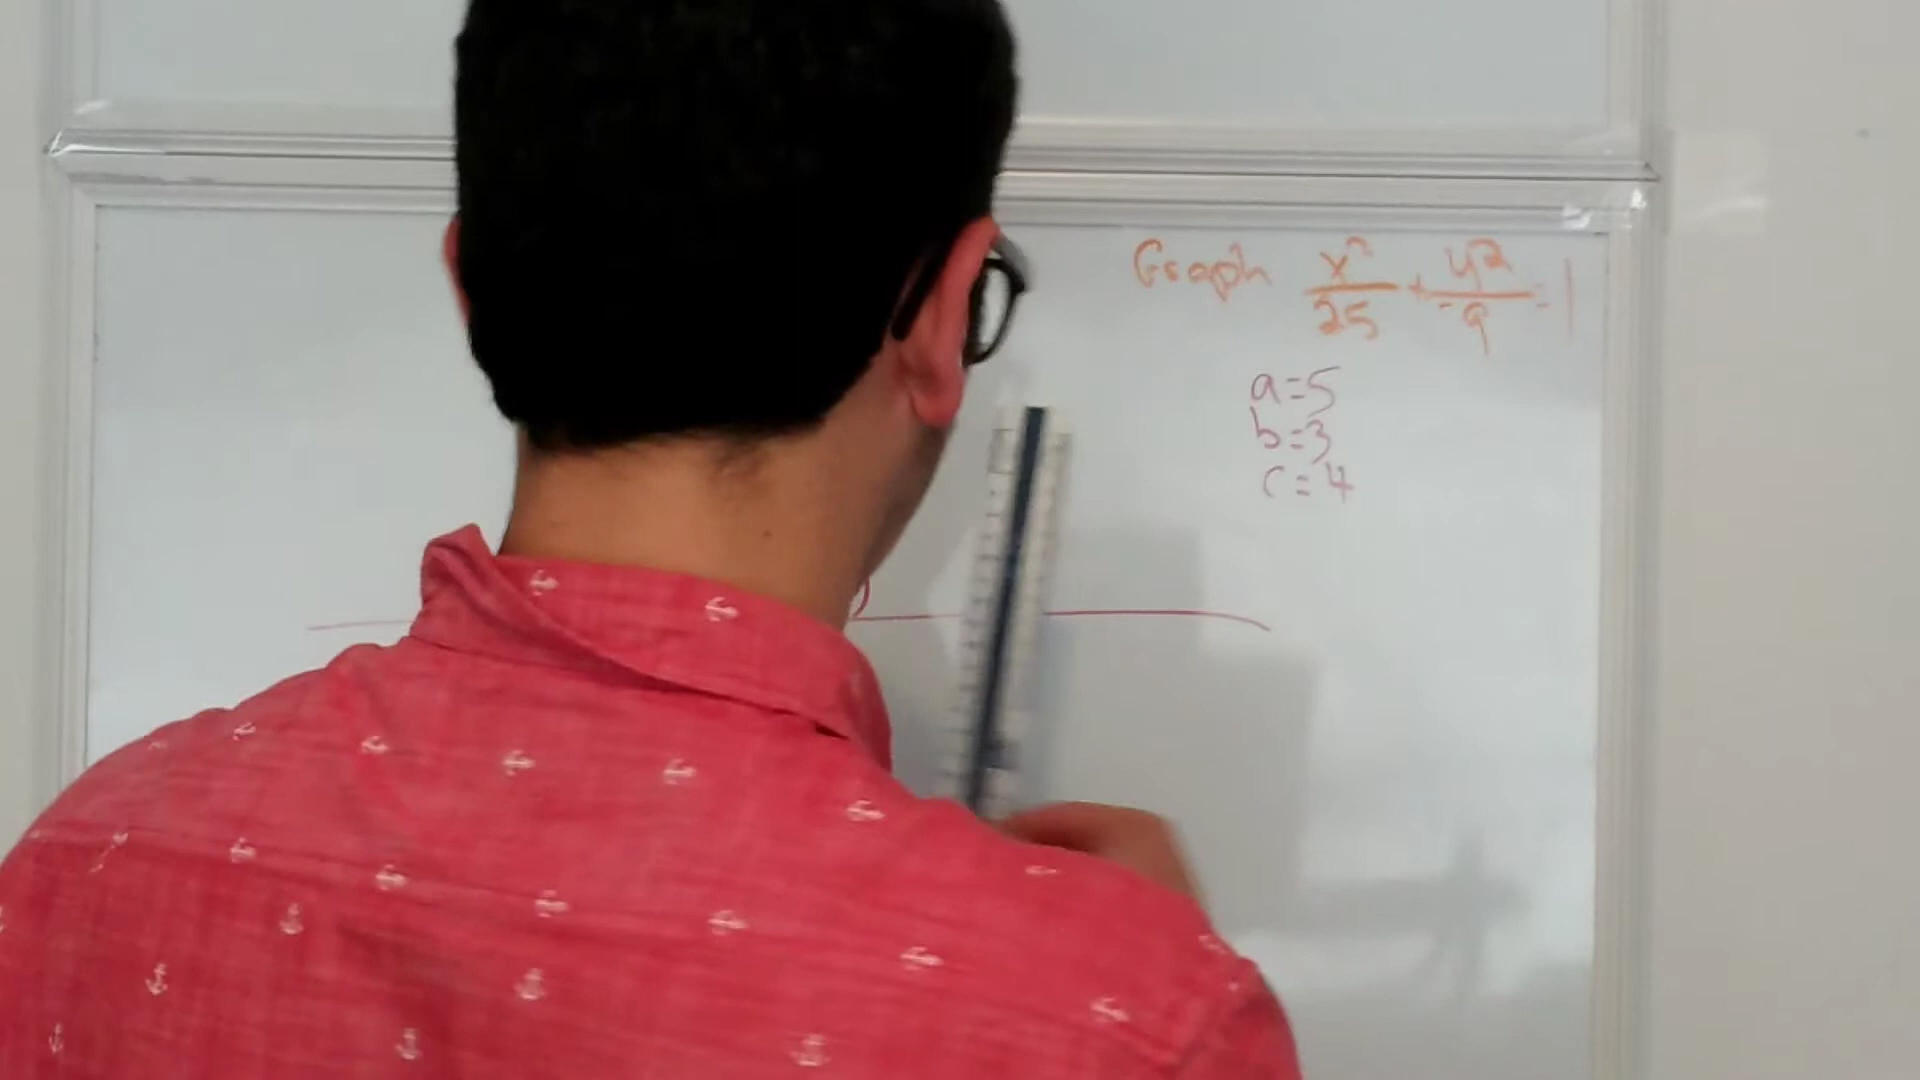 Graph x²/25 + y²/9 = 1
a=5
b=3
c=4